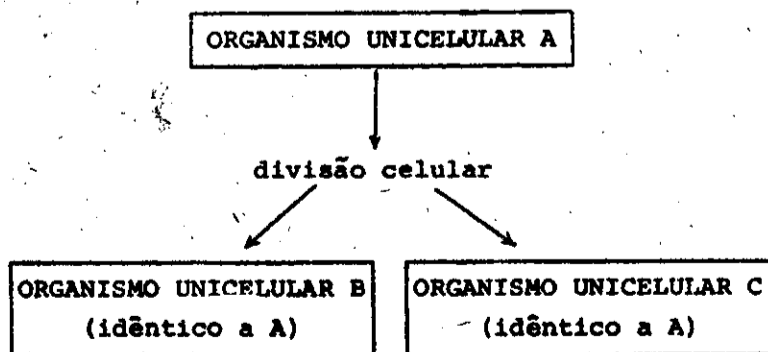 ORGANISMO UNICELULAR A
divisão celular
ORGANISMO UNICELULAR B
(idêntico a A)
ORGANISMO UNICELULAR C
(idêntico a A)